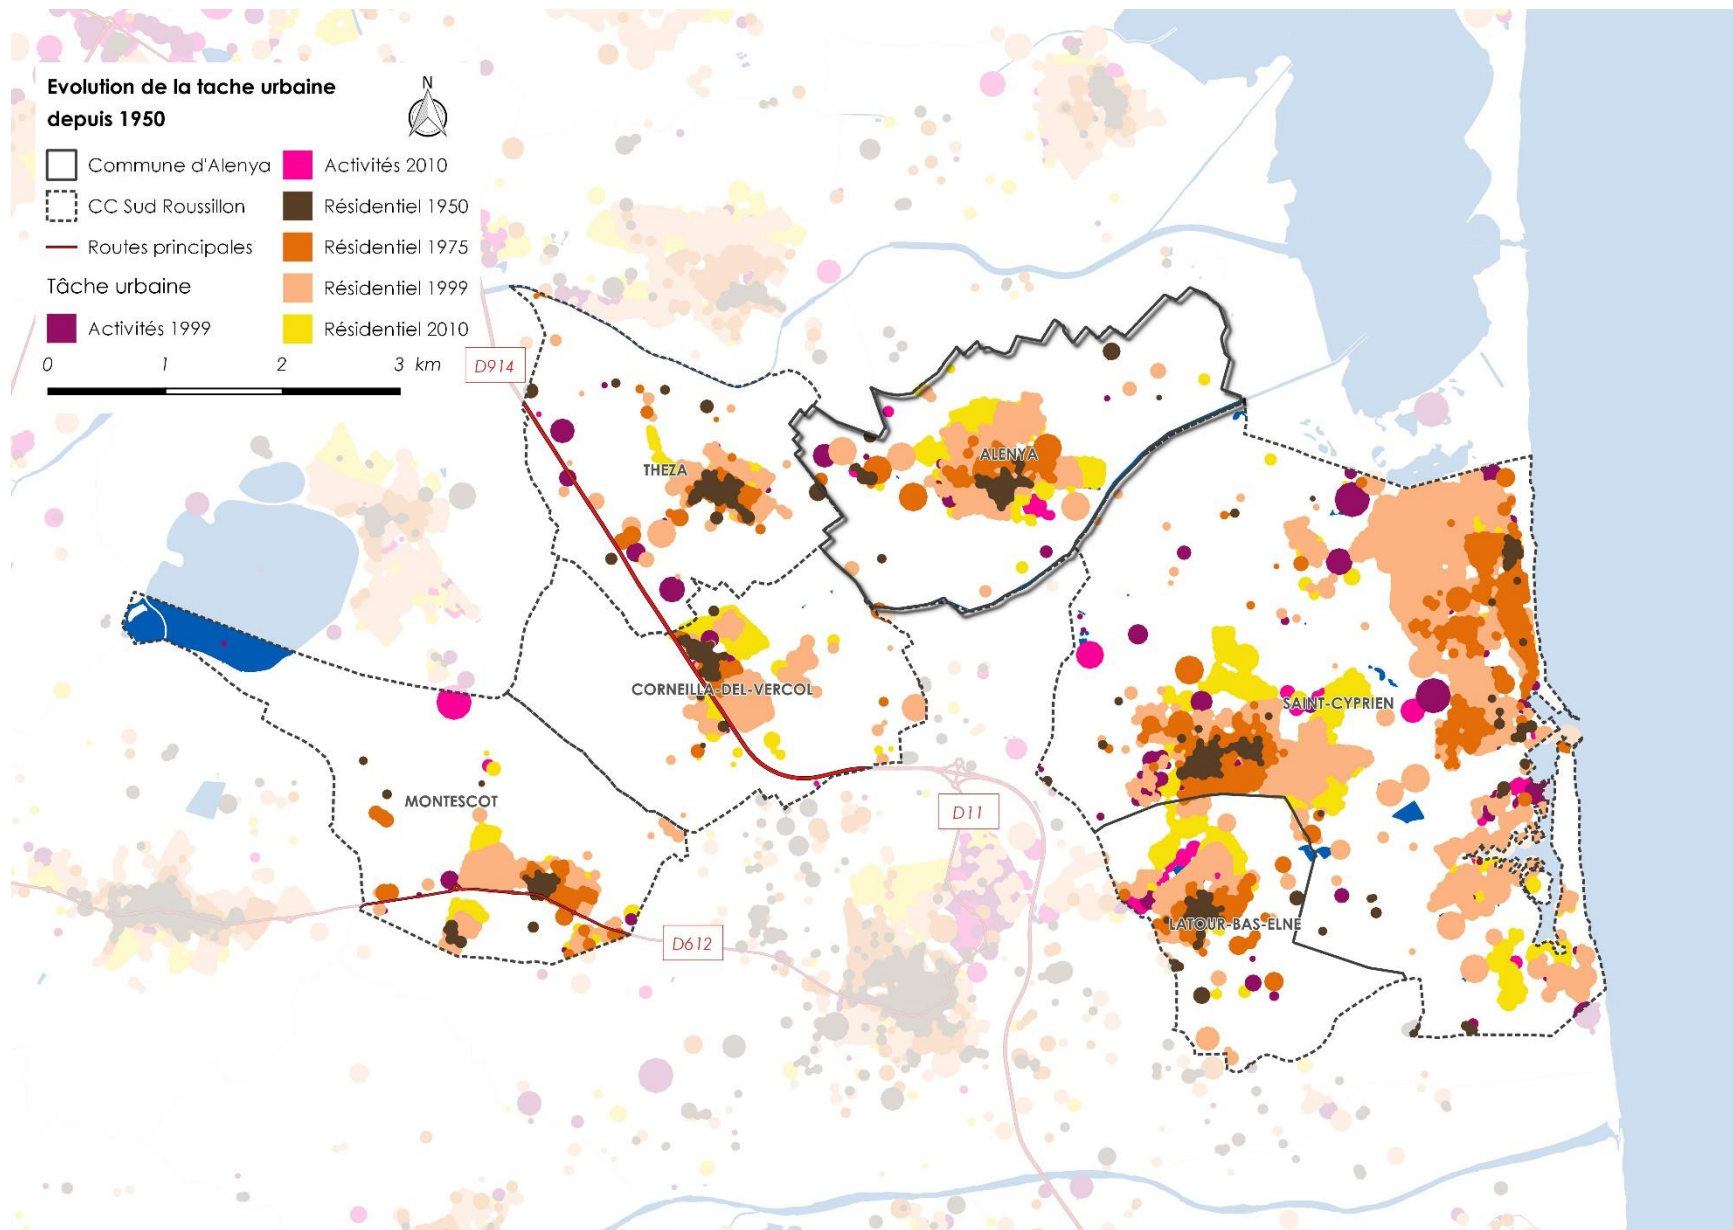 Evolution de la tache urbaine
depuis 1950
N
Commune d'Alenya
CC Sud Roussillon
Routes principales
Tâche urbaine
Activités 1999
Activités 2010
Résidentiel 1950
Résidentiel 1975
Résidentiel 1999
Résidentiel 2010
0 1 2 3 km
D914
THEZA
ALENYA
CORNEILLA-DEL-VERCOL
SAINT-CYPRIEN
MONTESCOT
D11
LATOUR-BAS-ELNE
D612